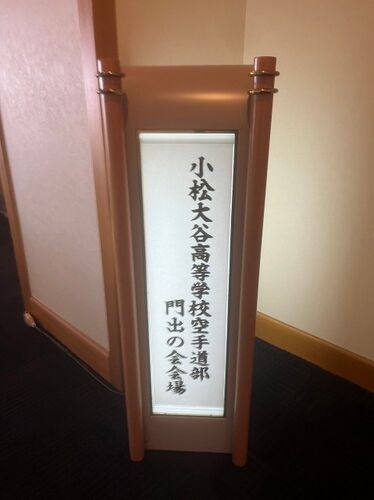 小松大谷高等学校空手道部
門出の会会場